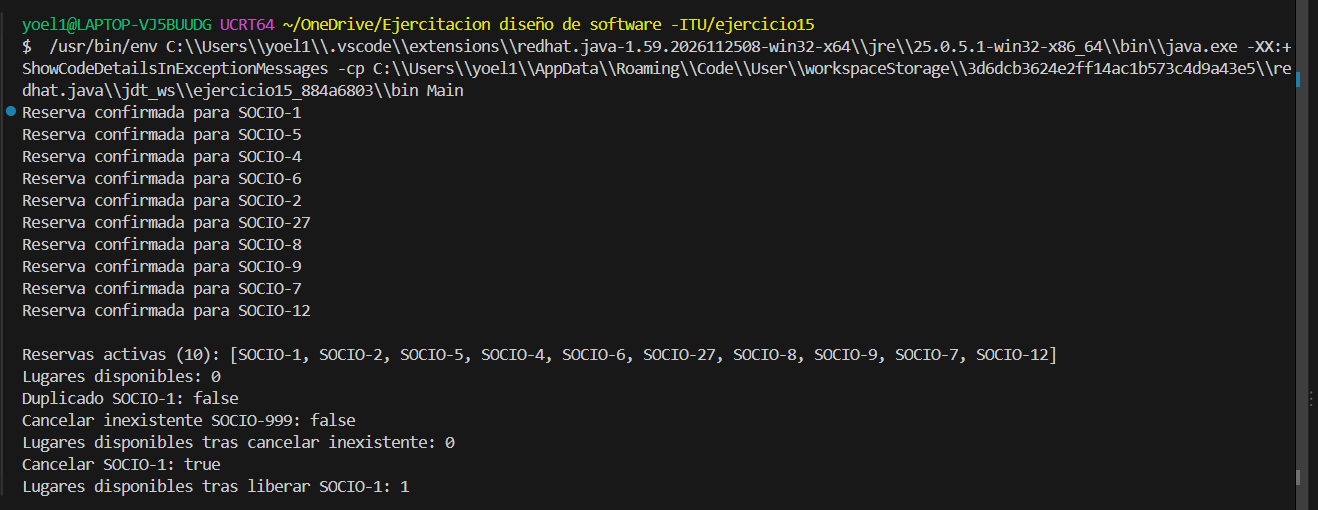 yoel1@LAPTOP-VJ5BUUDG UCRT64 ~/OneDrive/Ejercitacion diseño de software -ITU/ejercicio15
$  /usr/bin/env C:\\Users\\yoel1\\.vscode\\extensions\\redhat.java-1.59.2026112508-win32-x64\\jre\\25.0.5.1-win32-x86_64\\bin\\java.exe -XX:+
ShowCodeDetailsInExceptionMessages -cp C:\\Users\\yoel1\\AppData\\Roaming\\Code\\User\\workspaceStorage\\3d6dcb3624e2ff14ac1b573c4d9a43e5\\re
dhat.java\\jdt_ws\\ejercicio15_884a6803\\bin Main
Reserva confirmada para SOCIO-1
Reserva confirmada para SOCIO-5
Reserva confirmada para SOCIO-4
Reserva confirmada para SOCIO-6
Reserva confirmada para SOCIO-2
Reserva confirmada para SOCIO-27
Reserva confirmada para SOCIO-8
Reserva confirmada para SOCIO-9
Reserva confirmada para SOCIO-7
Reserva confirmada para SOCIO-12
Reservas activas (10): [SOCIO-1, SOCIO-2, SOCIO-5, SOCIO-4, SOCIO-6, SOCIO-27, SOCIO-8, SOCIO-9, SOCIO-7, SOCIO-12]
Lugares disponibles: 0
Duplicado SOCIO-1: false
Cancelar inexistente SOCIO-999: false
Lugares disponibles tras cancelar inexistente: 0
Cancelar SOCIO-1: true
Lugares disponibles tras liberar SOCIO-1: 1